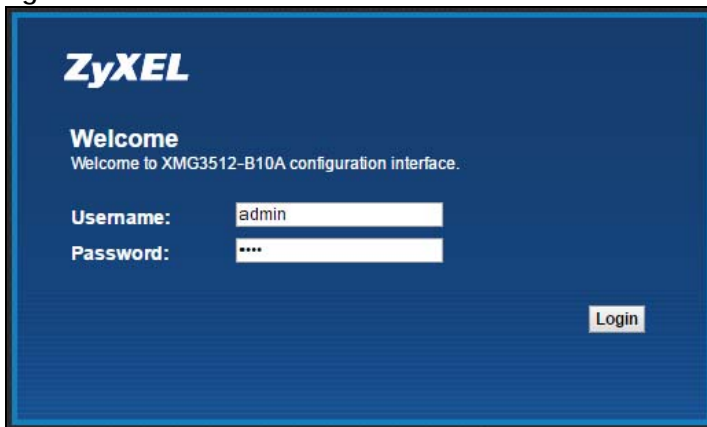 ZyXEL
Welcome
Welcome to XMG3512-B10A configuration interface.
Username: admin
Password: ••••
Login